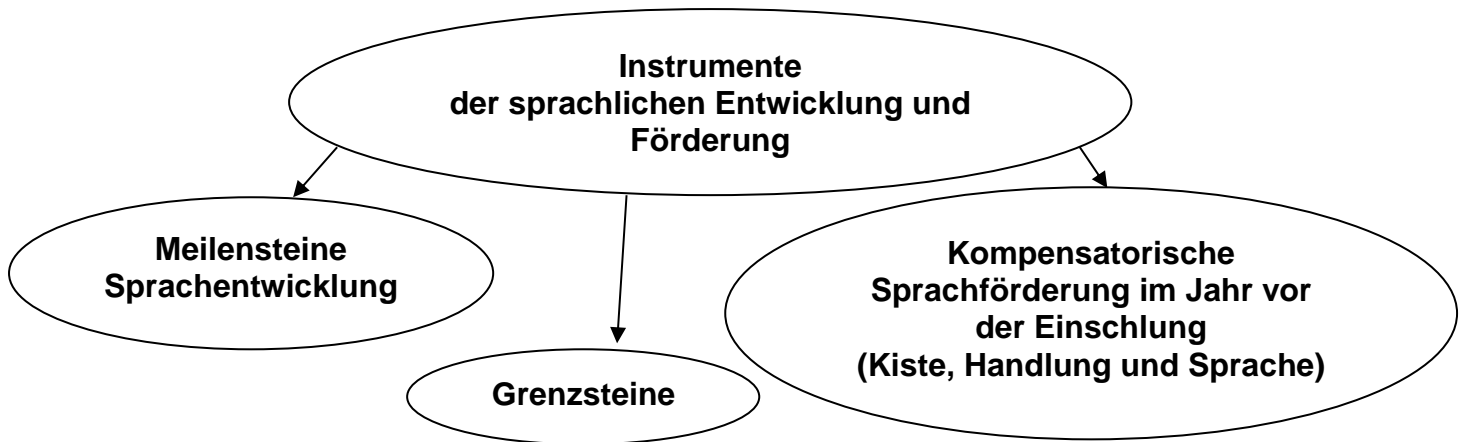 Instrumente
der sprachlichen Entwicklung und
Förderung
Meilensteine
Sprachentwicklung
Grenzsteine
Kompensatorische
Sprachförderung im Jahr vor
der Einschlung
(Kiste, Handlung und Sprache)